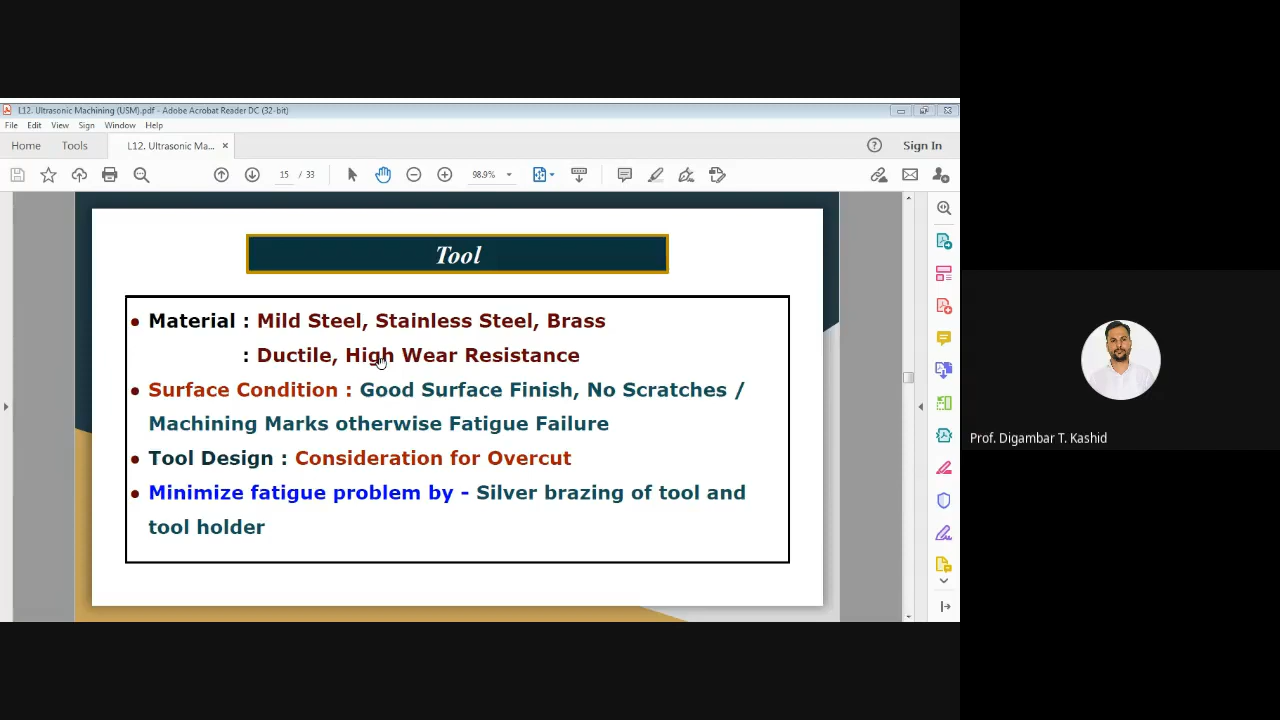 L12. Ultrasonic Machining (USM).pdf - Adobe Acrobat Reader DC (32-bit)
File Edit View Sign Window Help
Home Tools L12. Ultrasonic Ma... × Sign In
15 / 33 98.9%
Tool
• Material : Mild Steel, Stainless Steel, Brass
: Ductile, High Wear Resistance
• Surface Condition : Good Surface Finish, No Scratches /
Machining Marks otherwise Fatigue Failure
• Tool Design : Consideration for Overcut
• Minimize fatigue problem by - Silver brazing of tool and
tool holder
Prof. Digambar T. Kashid